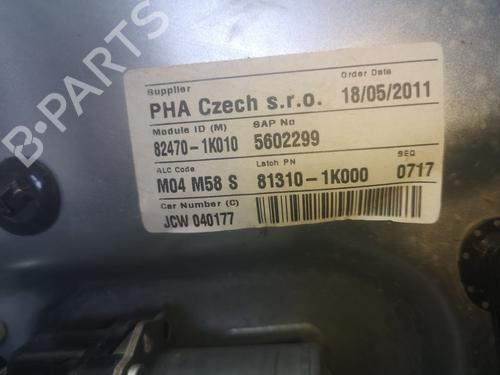 B-PARTS
Supplier Order Date
PHA Czech s.r.o. 18/05/2011
Module ID (M) SAP No
82470-1K010 5602299
ALC Code Latch PN SEQ
M04 M58 S 81310-1K000 0717
Car Number (C)
JCW 040177
B-PARTS